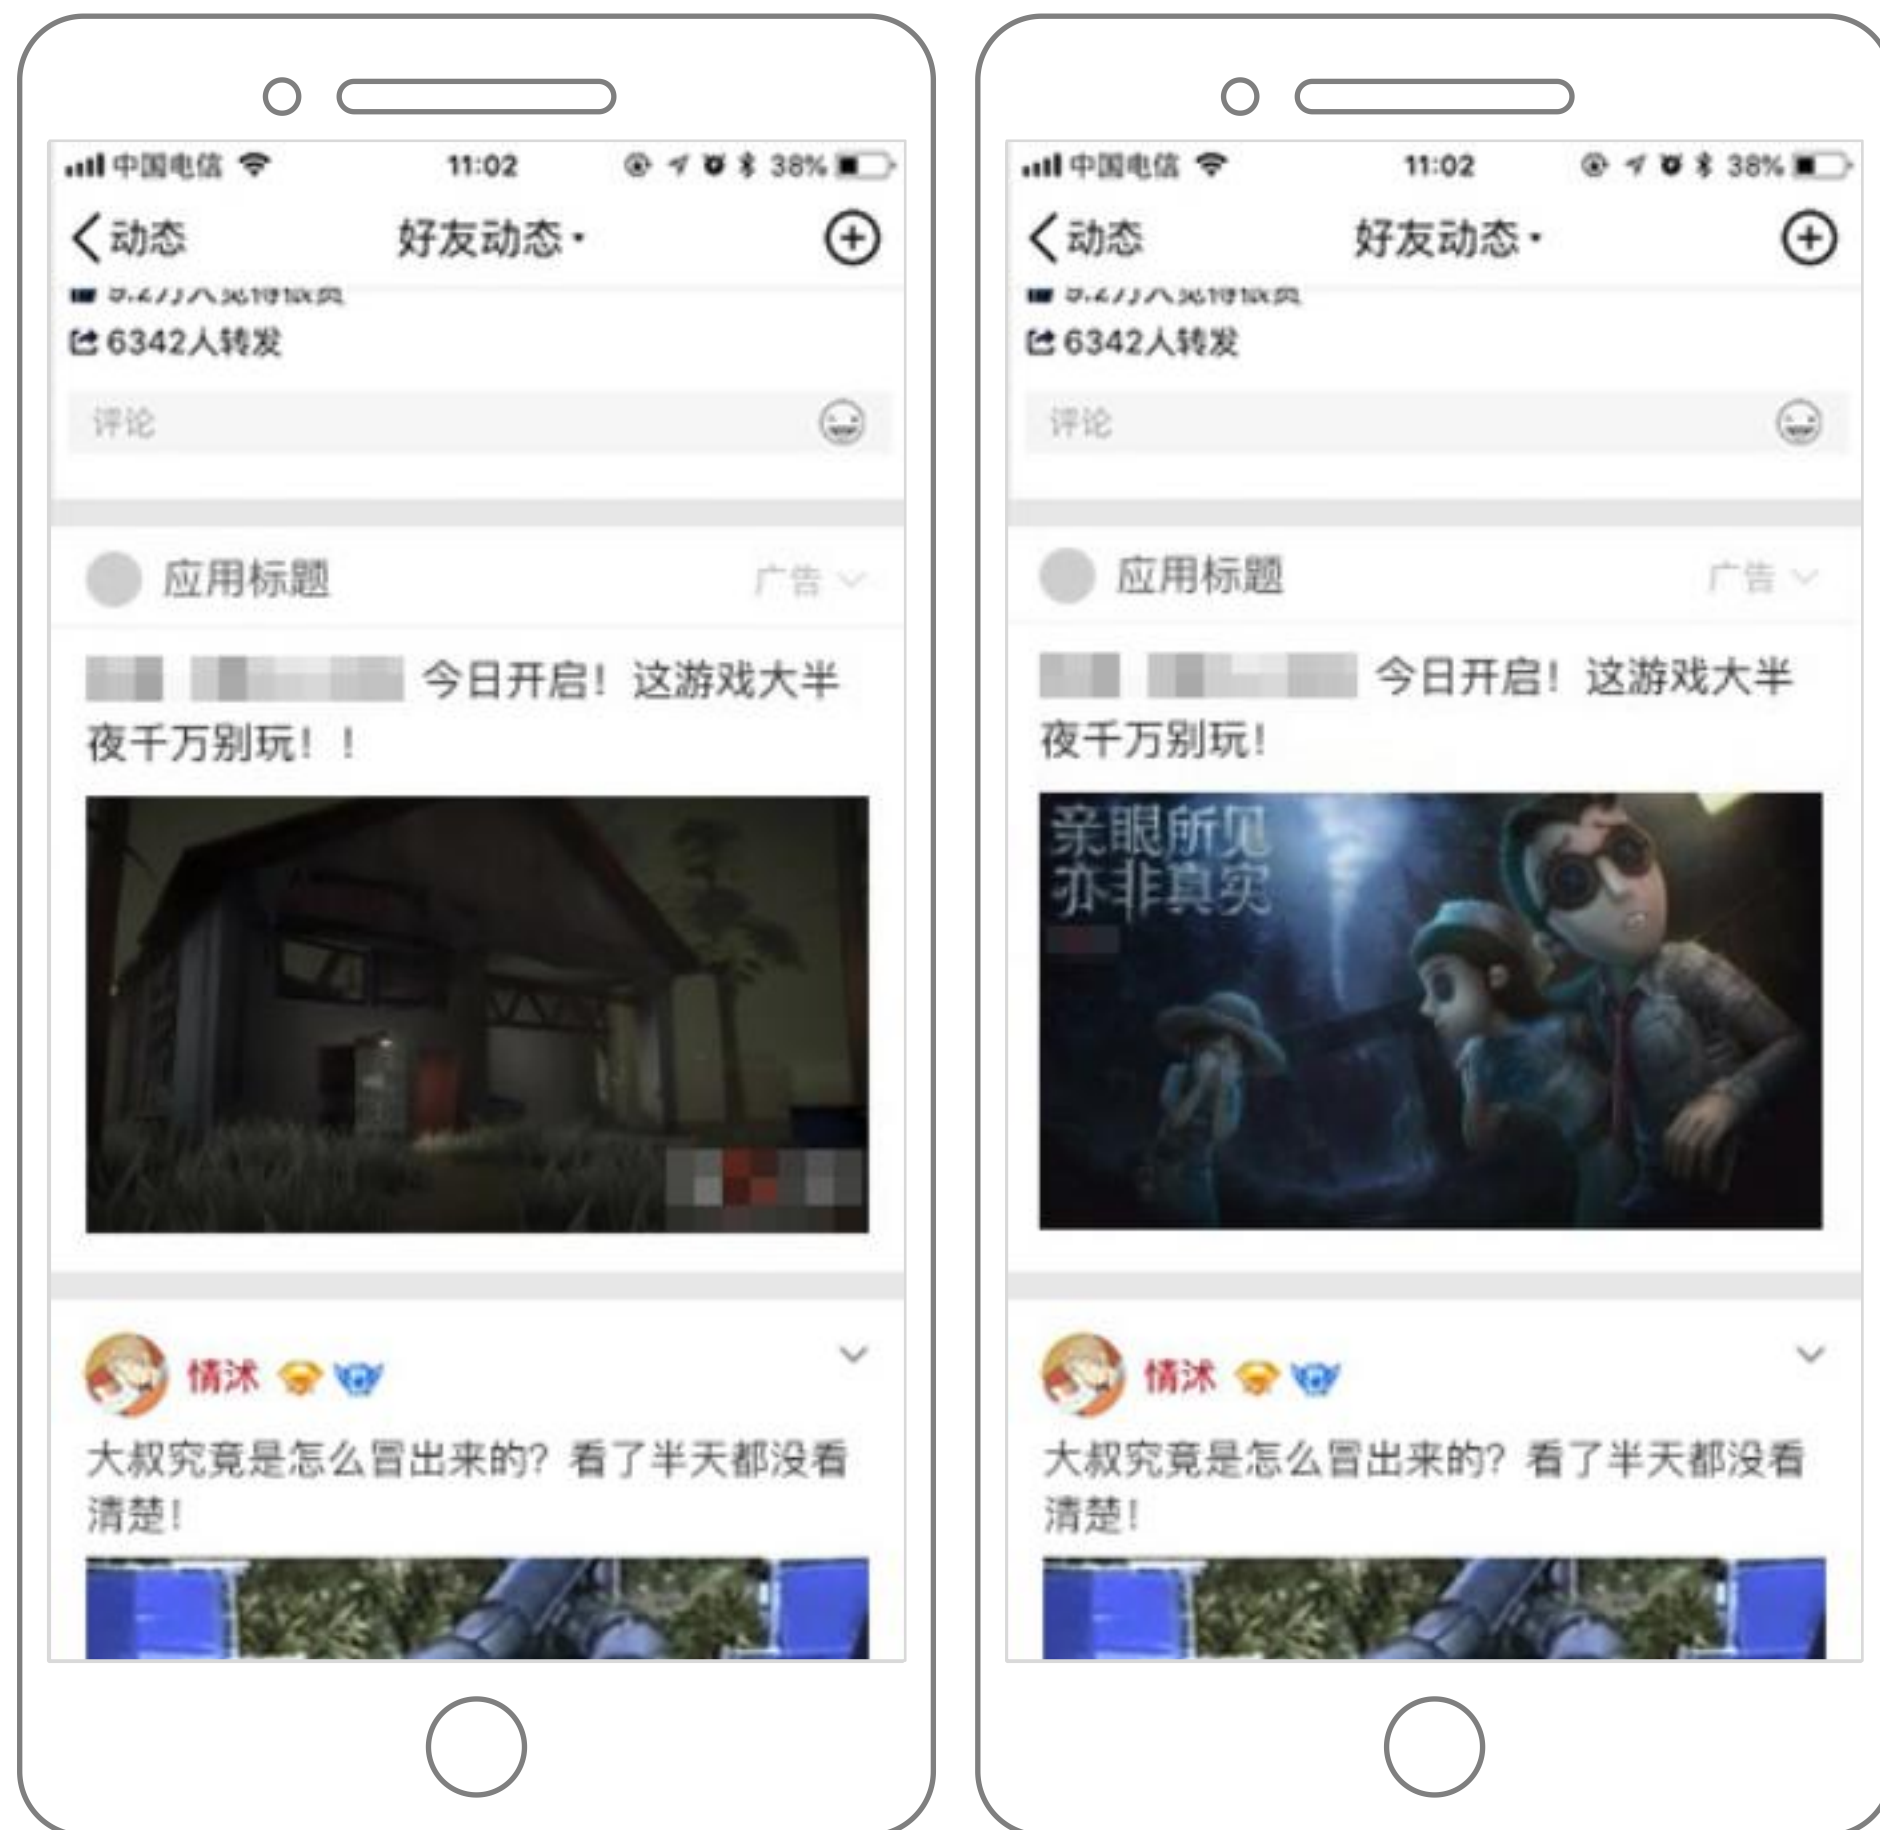 中国电信
11:02
38%
动态
好友动态
6342人转发
评论
应用标题
广告
今日开启！这游戏大半
夜千万别玩！！
情沭
大叔究竟是怎么冒出来的？看了半天都没看
清楚！
中国电信
11:02
38%
动态
好友动态
6342人转发
评论
应用标题
广告
今日开启！这游戏大半
夜千万别玩！
亲眼所见
亦非真实
情沭
大叔究竟是怎么冒出来的？看了半天都没看
清楚！